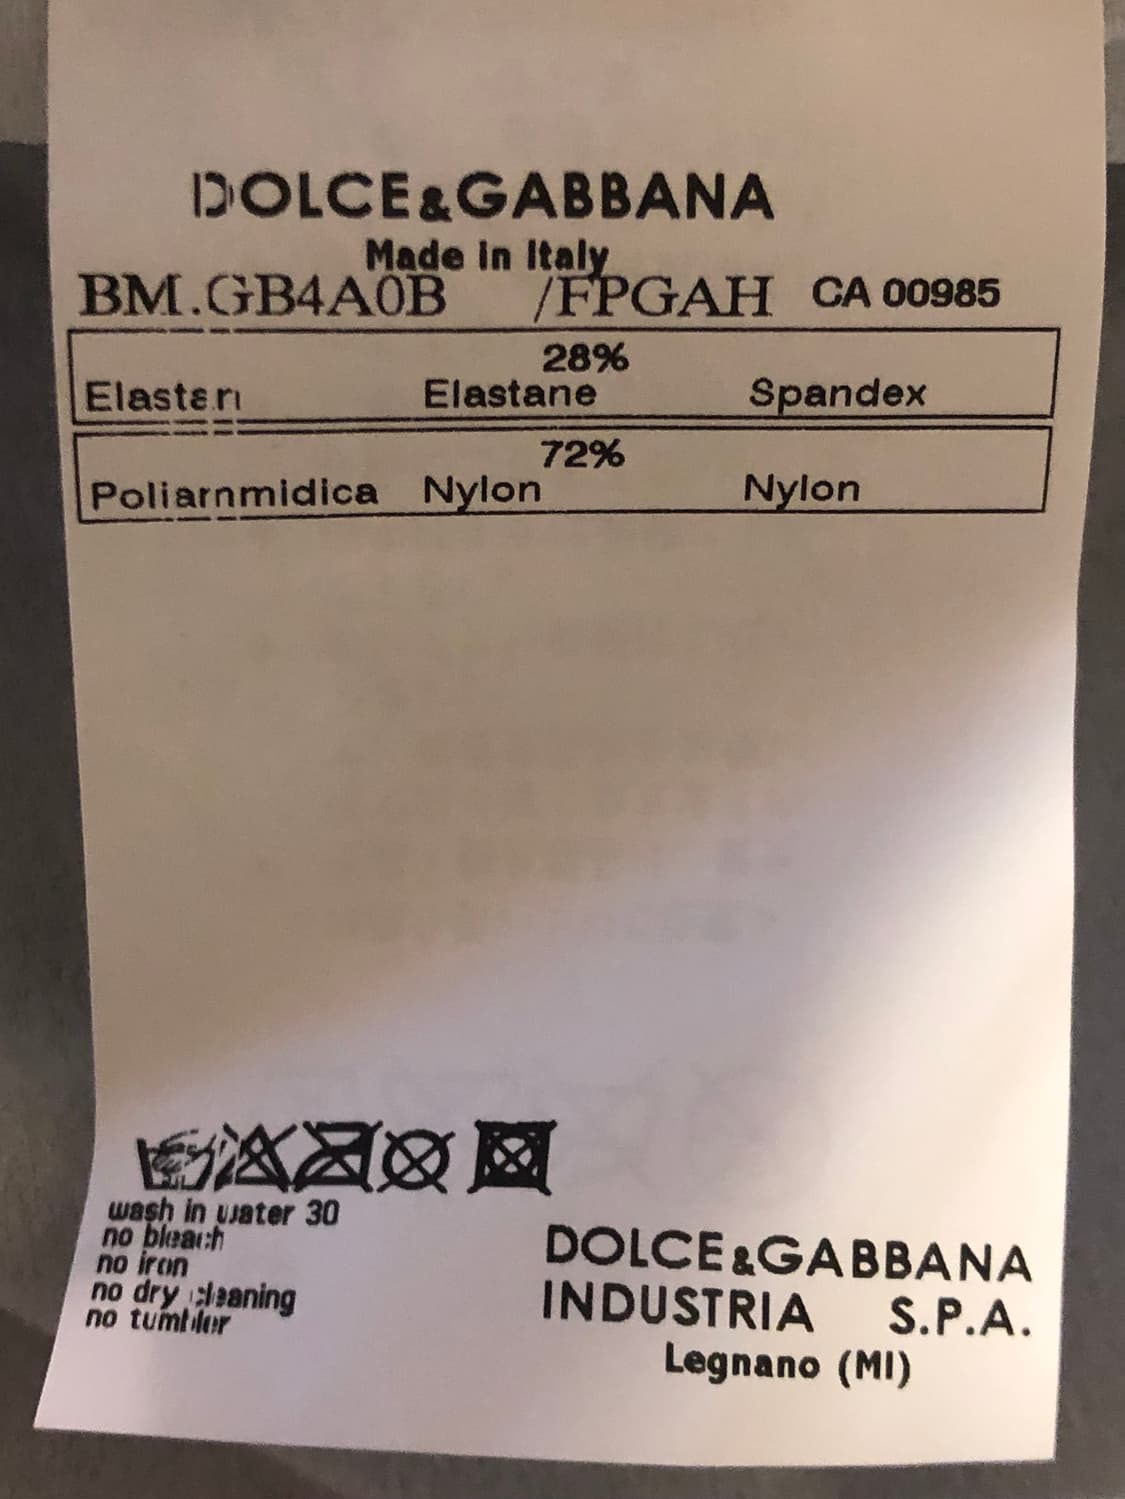 DOLCE&GABBANA
Made in Italy
BM.GB4A0B /FPGAH CA 00985
28%
Elastan Elastane Spandex
72%
Poliarnmidica Nylon Nylon
wash in water 30
no bleach
no iron
no dry cleaning
no tumbler
DOLCE&GABBANA
INDUSTRIA S.P.A.
Legnano (MI)